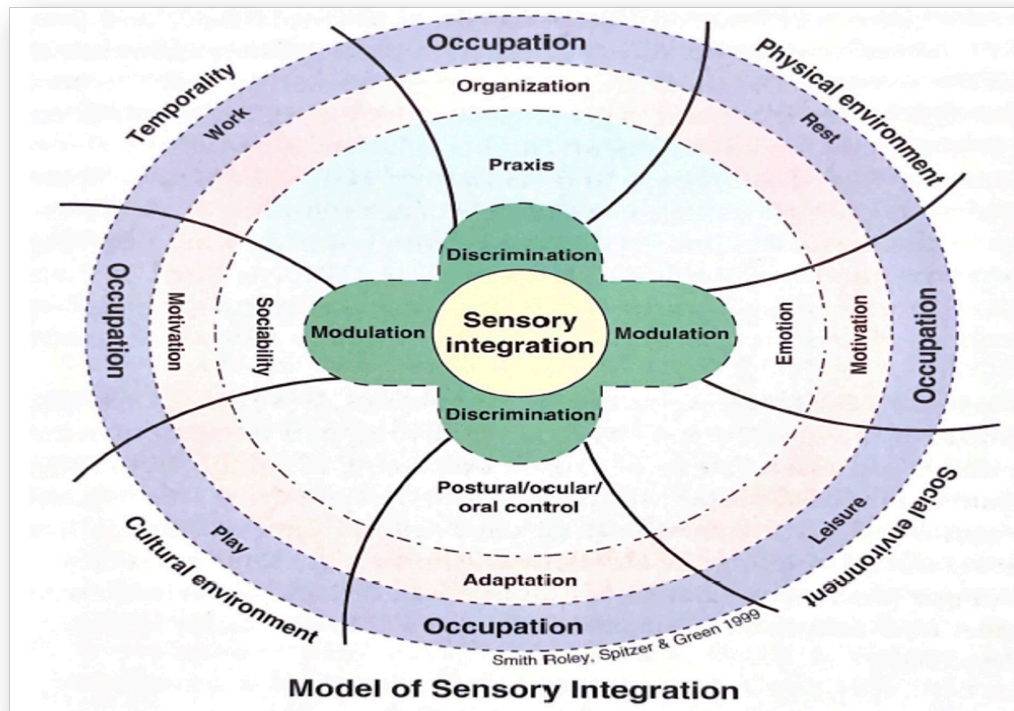 Occupation
Organization
Praxis
Temporality
Work
Physical environment
Rest
Discrimination
Occupation
Motivation
Sociability
Modulation
Sensory
integration
Modulation
Emotion
Motivation
Occupation
Discrimination
Postural/ocular/
oral control
Adaptation
Occupation
Cultural environment
Play
Leisure
Social environment
Smith Roley, Spitzer & Green 1999
Model of Sensory Integration